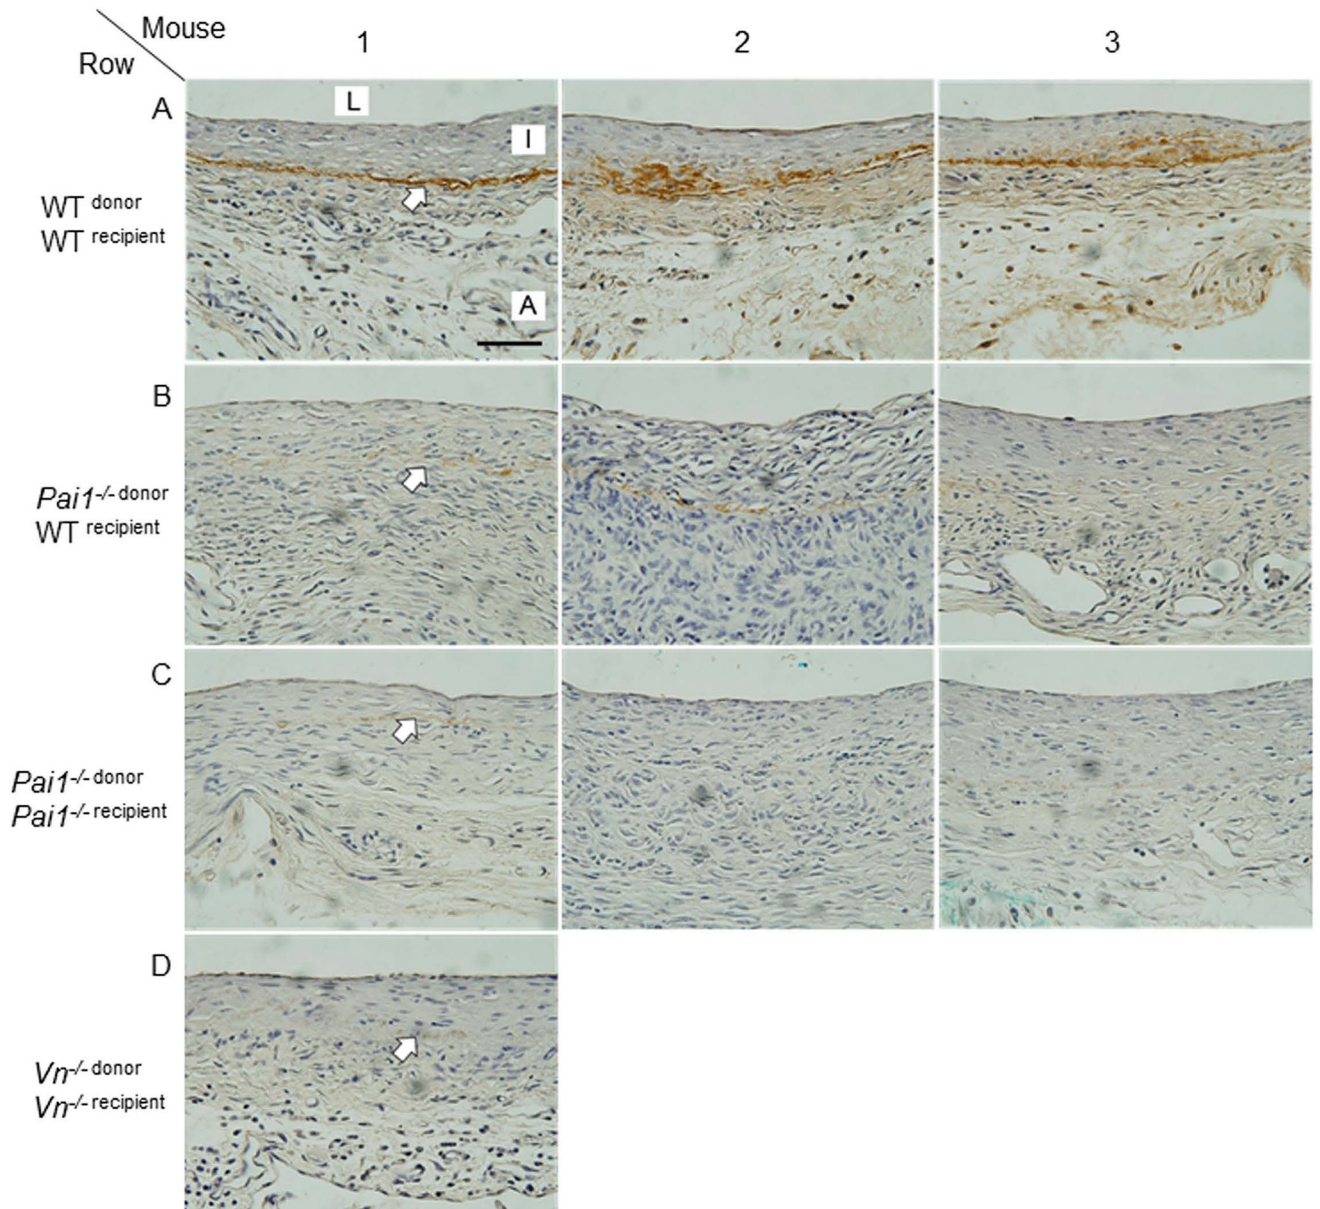 Mouse
Row
1
2
3
A
L
I
A
WT donor
WT recipient
B
Pai1-/- donor
WT recipient
C
Pai1-/- donor
Pai1-/- recipient
D
Vn-/- donor
Vn-/- recipient